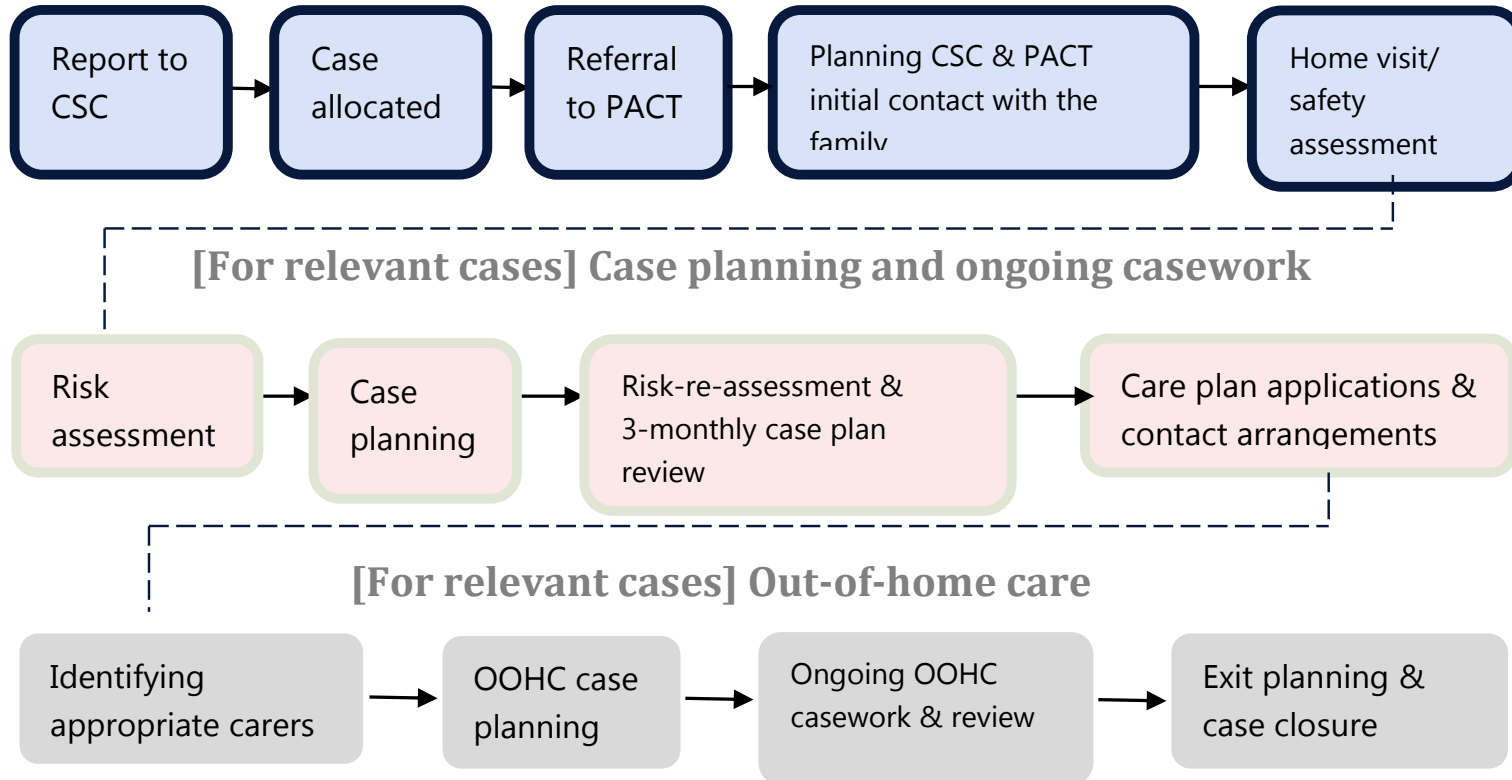 Report to
CSC
Case
allocated
Referral
to PACT
Planning CSC & PACT
initial contact with the
family
Home visit/
safety
assessment
[For relevant cases] Case planning and ongoing casework
Risk
assessment
Case
planning
Risk-re-assessment &
3-monthly case plan
review
Care plan applications &
contact arrangements
[For relevant cases] Out-of-home care
Identifying
appropriate carers
OOHC case
planning
Ongoing OOHC
casework & review
Exit planning &
case closure